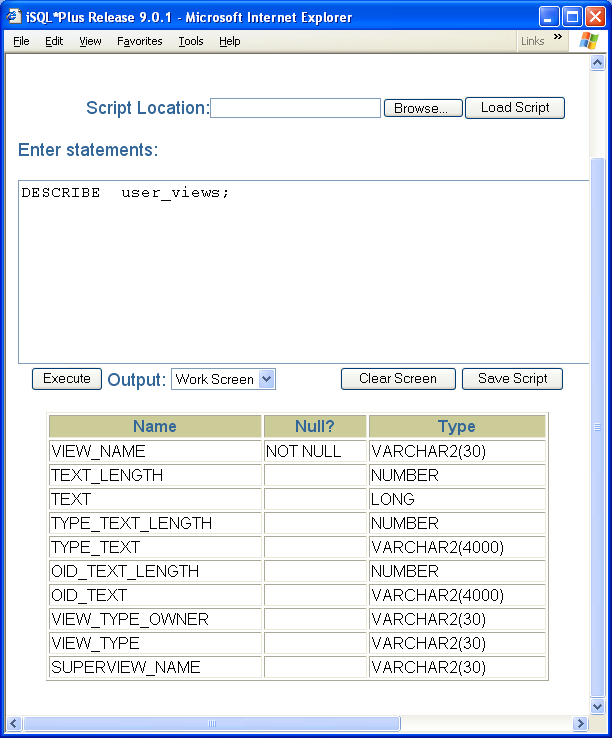 iSQL*Plus Release 9.0.1 - Microsoft Internet Explorer
File Edit View Favorites Tools Help Links »
Script Location: Browse... Load Script
Enter statements:
DESCRIBE user_views;
Execute Output: Work Screen Clear Screen Save Script
Name Null? Type
VIEW_NAME NOT NULL VARCHAR2(30)
TEXT_LENGTH NUMBER
TEXT LONG
TYPE_TEXT_LENGTH NUMBER
TYPE_TEXT VARCHAR2(4000)
OID_TEXT_LENGTH NUMBER
OID_TEXT VARCHAR2(4000)
VIEW_TYPE_OWNER VARCHAR2(30)
VIEW_TYPE VARCHAR2(30)
SUPERVIEW_NAME VARCHAR2(30)